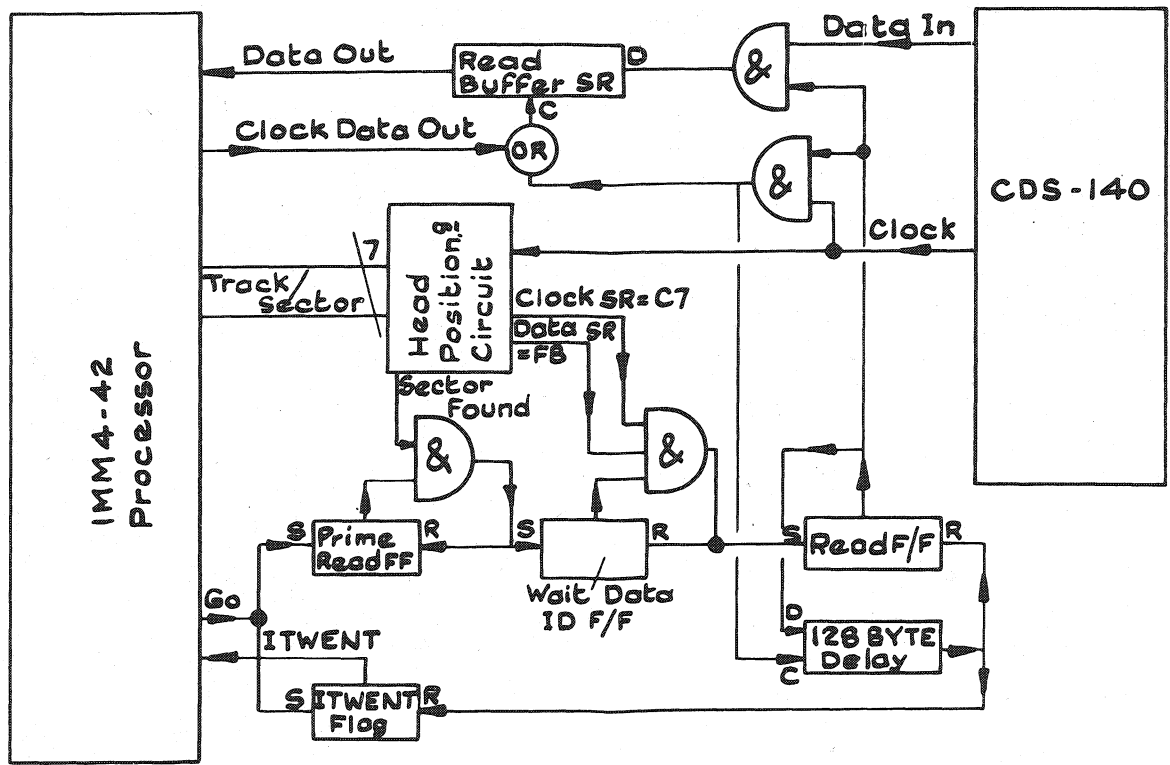 Data In
Data Out
Read
Buffer SR
D
&
C
Clock Data Out
OR
&
CDS-140
Clock
7
Track/
Sector
Head
Position'g
Circuit
Clock SR = C7
Data SR
= FB
Sector
Found
&
&
IMM4-42
Processor
S
Prime
Read FF
R
S
R
Wait Data
ID F/F
S
Read F/F
R
Go
ITWENT
D
128 BYTE
Delay
C
S
ITWENT
Flag
R